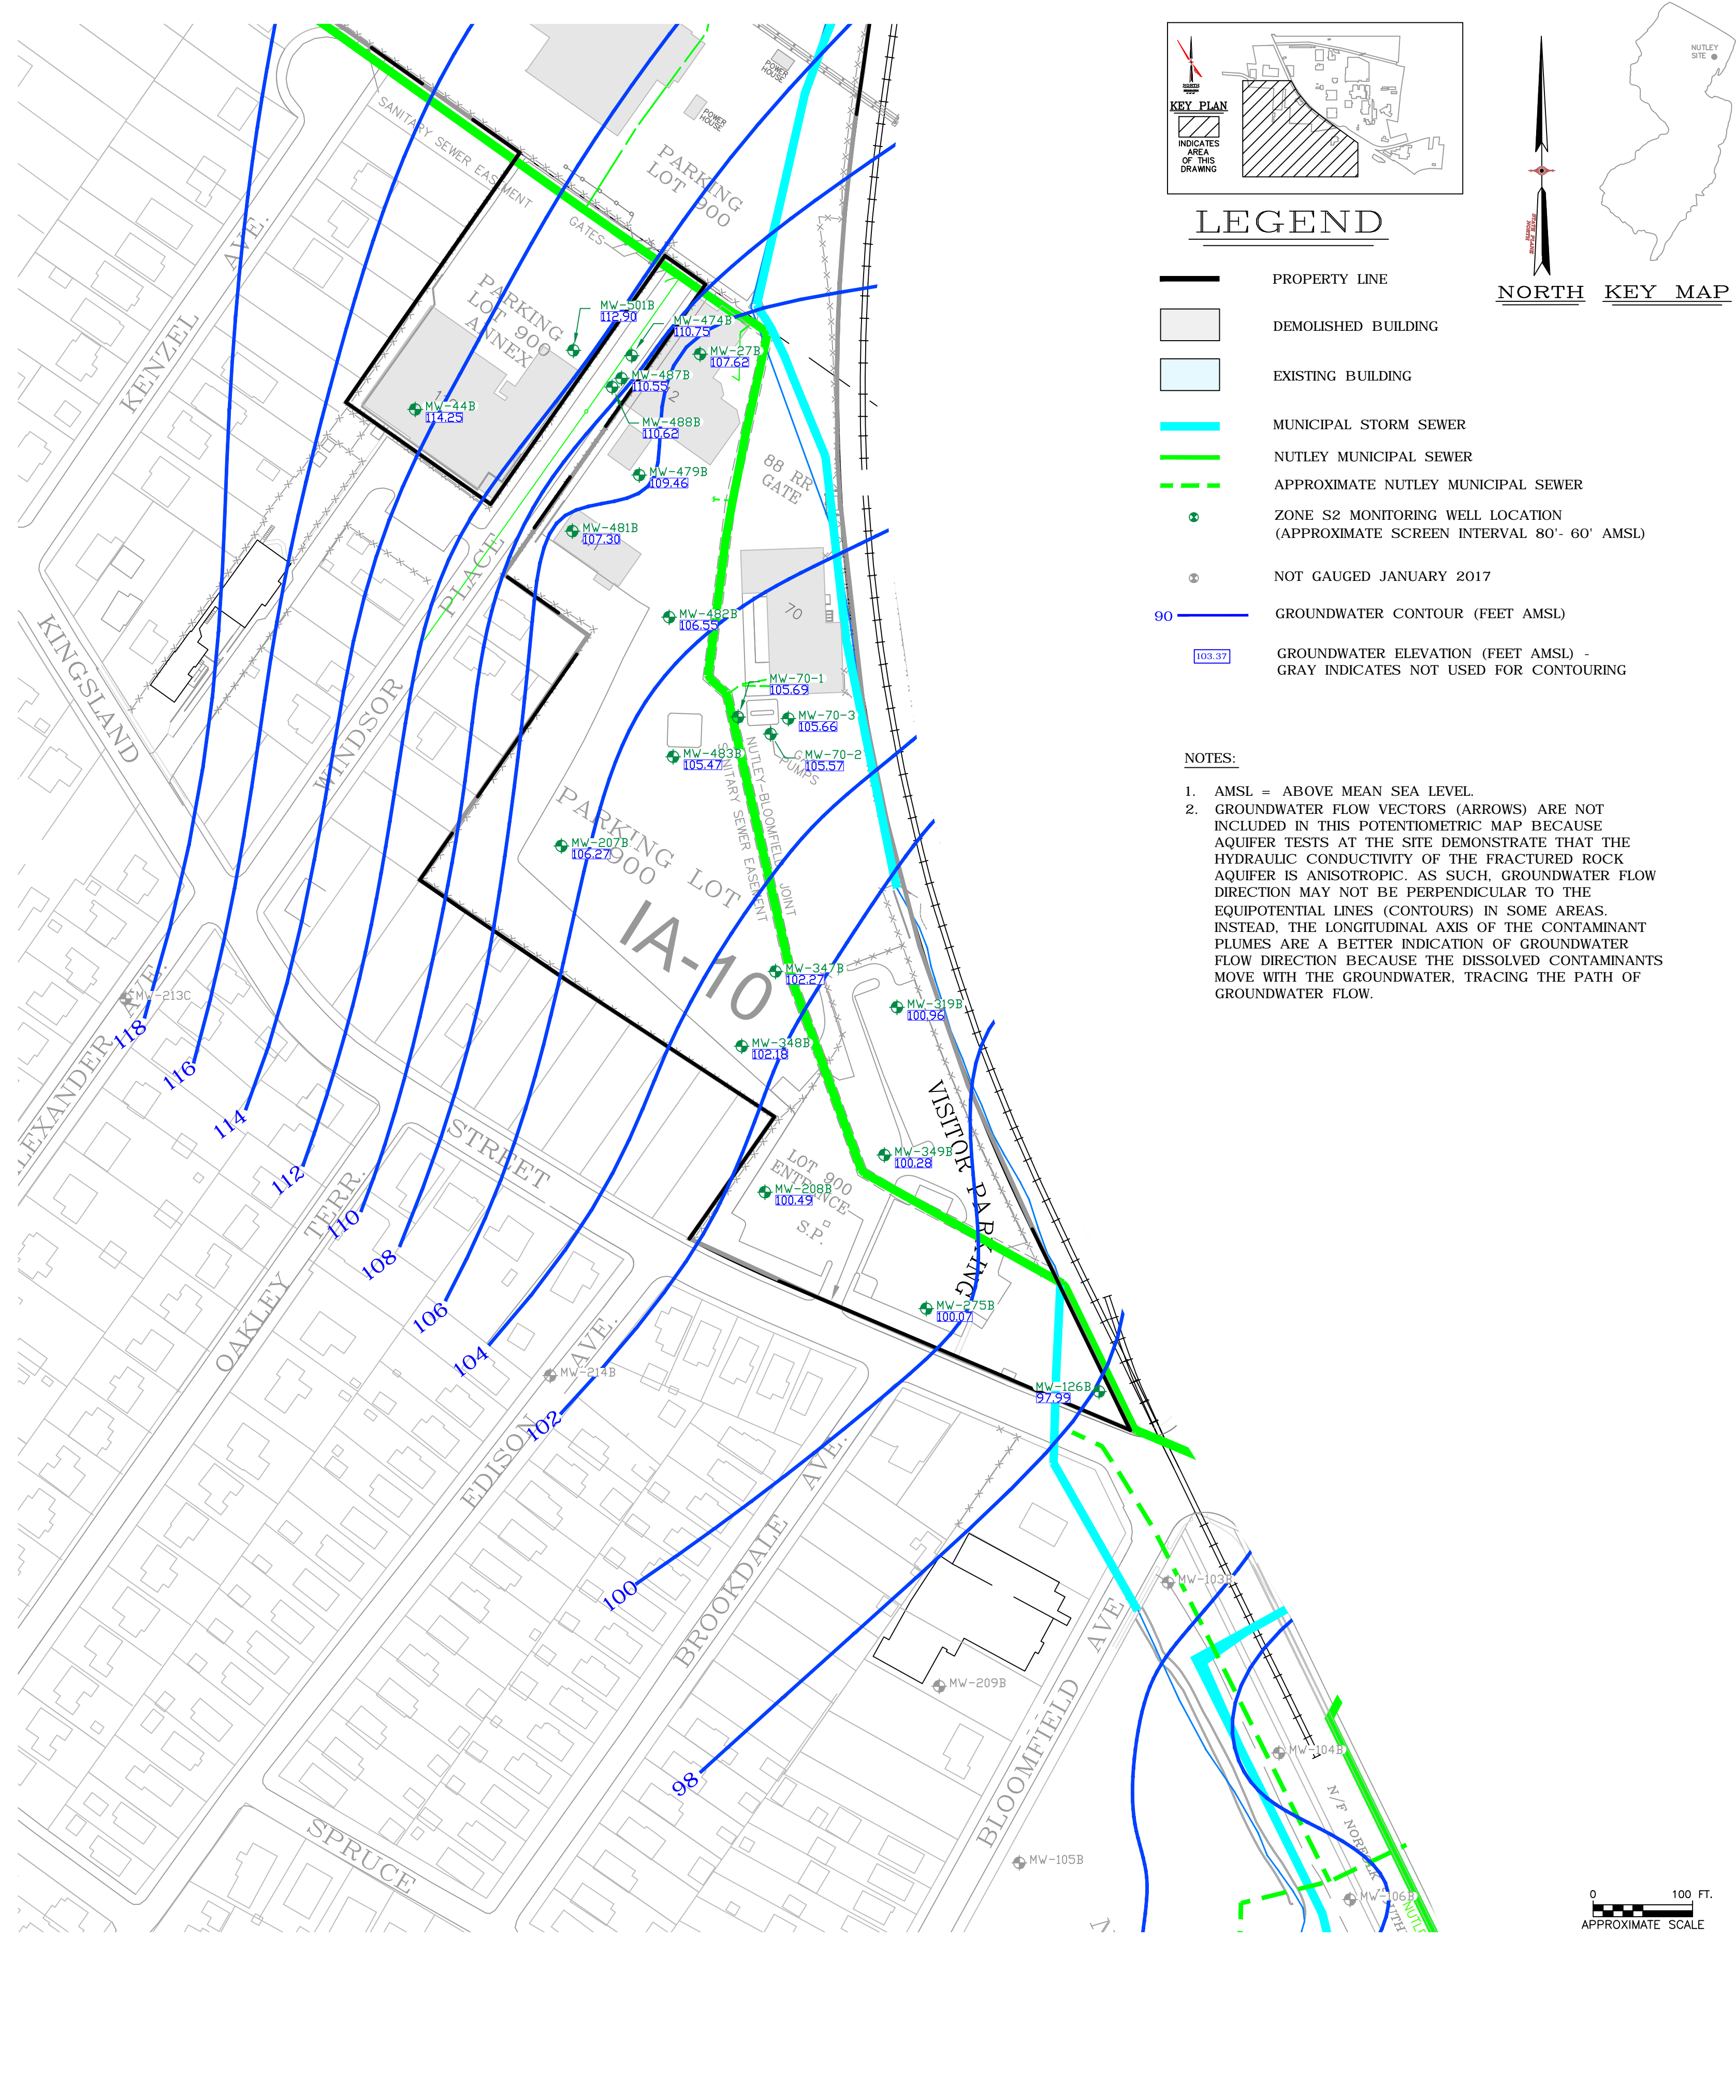 POWER
HOUSE
POWER
HOUSE
SANITARY SEWER EASEMENT
GATES
PARKING
LOT 900
PARKING
LOT 900
ANNEX
KENZEL AVE.
KINGSLAND
WINDSOR PLACE
MW-501B
112.90
MW-474B
110.75
MW-27B
107.62
MW-487B
110.55
MW-488B
110.62
MW-44B
114.25
MW-479B
109.46
MW-481B
107.30
88 RR
GATE
MW-482B
106.55
70
MW-70-1
105.69
MW-70-3
105.66
MW-70-2
105.57
MW-483B
105.47
PUMPS
NUTLEY-BLOOMFIELD JOINT
SANITARY SEWER EASEMENT
PARKING LOT
900
MW-207B
106.27
IA-10
MW-347B
102.27
MW-319B
100.96
MW-348B
102.18
MW-213C
VISITOR PARKING
MW-349B
100.28
MW-208B
100.49
LOT 900
ENTRANCE
S.P.
MW-275B
100.07
MW-126B
97.99
MW-214B
MW-103B
MW-209B
MW-104B
MW-105B
MW-106B
118
116
114
112
110
108
106
104
102
100
98
ALEXANDER AVE.
OAKLEY TERR.
STREET
EDISON AVE.
BROOKDALE AVE.
BLOOMFIELD AVE
SPRUCE
N/F NORFOLK
KEY PLAN
NORTH
INDICATES
AREA
OF THIS
DRAWING
NUTLEY
SITE
STATE PLANE
NORTH
NORTH
KEY MAP
LEGEND
PROPERTY LINE
DEMOLISHED BUILDING
EXISTING BUILDING
MUNICIPAL STORM SEWER
NUTLEY MUNICIPAL SEWER
APPROXIMATE NUTLEY MUNICIPAL SEWER
ZONE S2 MONITORING WELL LOCATION
(APPROXIMATE SCREEN INTERVAL 80'- 60' AMSL)
NOT GAUGED JANUARY 2017
90 GROUNDWATER CONTOUR (FEET AMSL)
103.37 GROUNDWATER ELEVATION (FEET AMSL) -
GRAY INDICATES NOT USED FOR CONTOURING
NOTES:
1. AMSL = ABOVE MEAN SEA LEVEL.
2. GROUNDWATER FLOW VECTORS (ARROWS) ARE NOT
INCLUDED IN THIS POTENTIOMETRIC MAP BECAUSE
AQUIFER TESTS AT THE SITE DEMONSTRATE THAT THE
HYDRAULIC CONDUCTIVITY OF THE FRACTURED ROCK
AQUIFER IS ANISOTROPIC. AS SUCH, GROUNDWATER FLOW
DIRECTION MAY NOT BE PERPENDICULAR TO THE
EQUIPOTENTIAL LINES (CONTOURS) IN SOME AREAS.
INSTEAD, THE LONGITUDINAL AXIS OF THE CONTAMINANT
PLUMES ARE A BETTER INDICATION OF GROUNDWATER
FLOW DIRECTION BECAUSE THE DISSOLVED CONTAMINANTS
MOVE WITH THE GROUNDWATER, TRACING THE PATH OF
GROUNDWATER FLOW.
0 100 FT.
APPROXIMATE SCALE